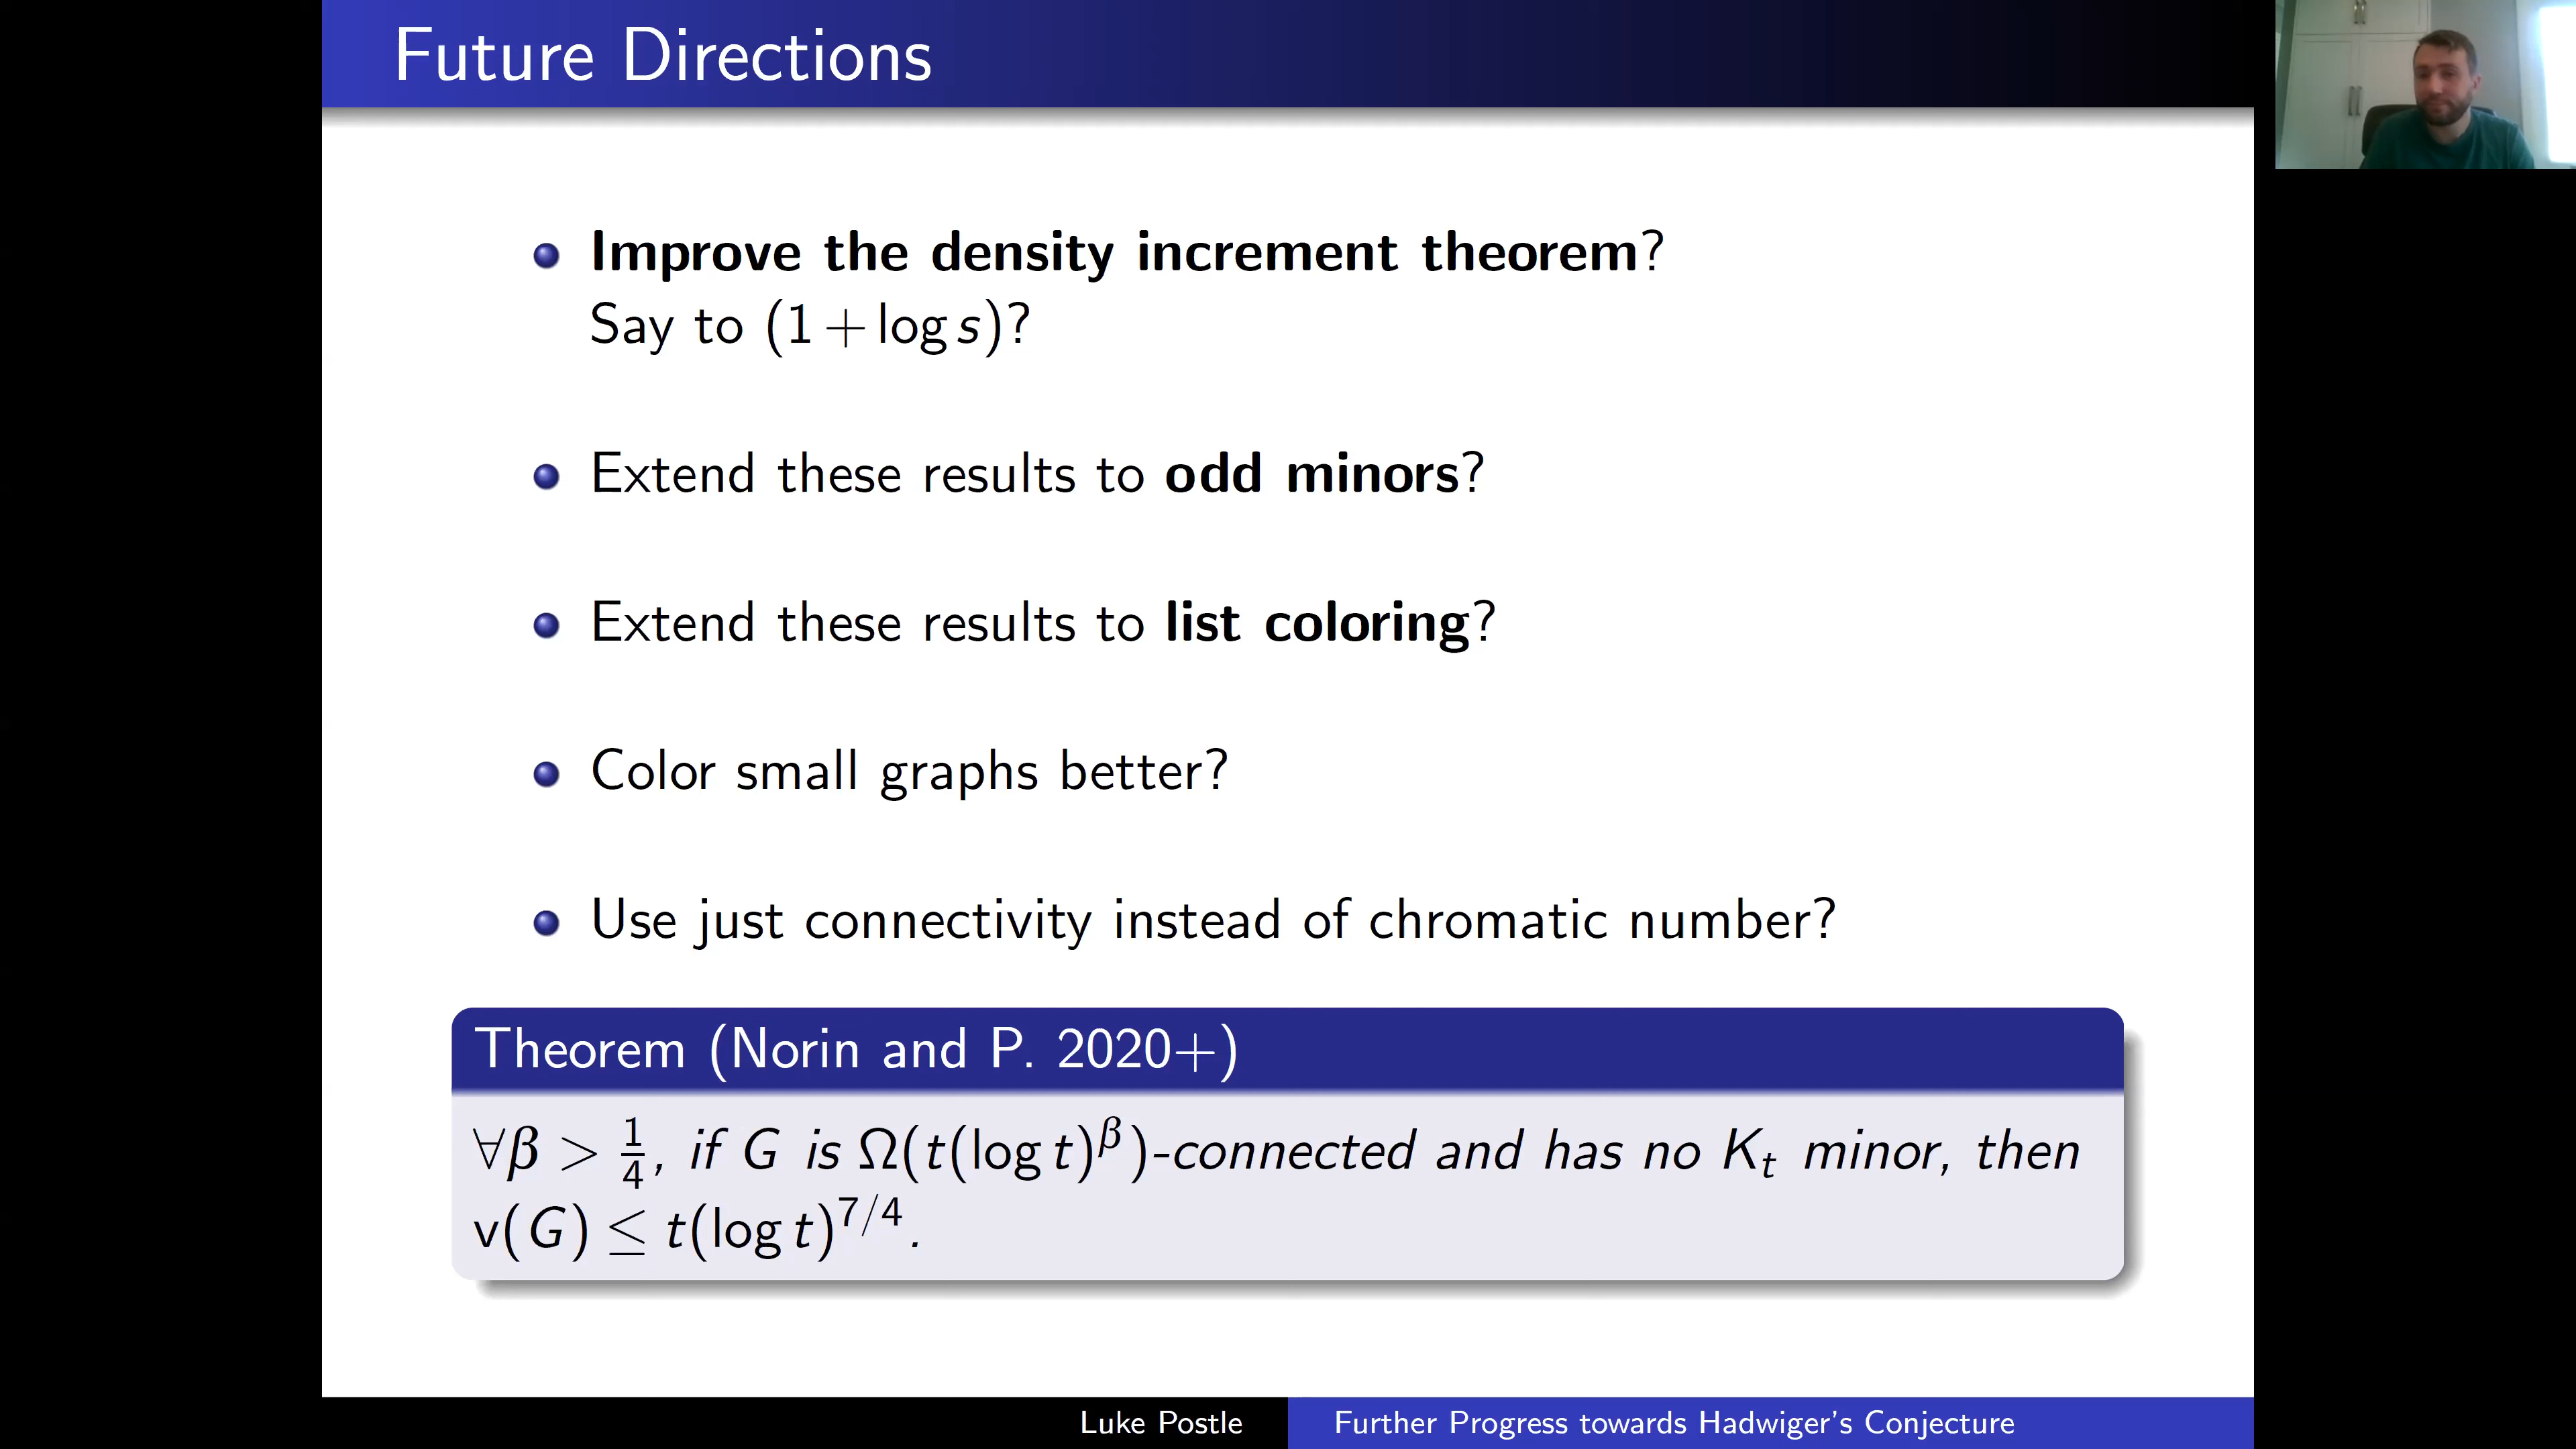 Future Directions
Improve the density increment theorem?
Say to (1 + log s)?
Extend these results to odd minors?
Extend these results to list coloring?
Color small graphs better?
Use just connectivity instead of chromatic number?
Theorem (Norin and P. 2020+)
∀β > 1/4, if G is Ω(t(log t)^β)-connected and has no K_t minor, then
v(G) ≤ t(log t)^{7/4}.
Luke Postle
Further Progress towards Hadwiger's Conjecture